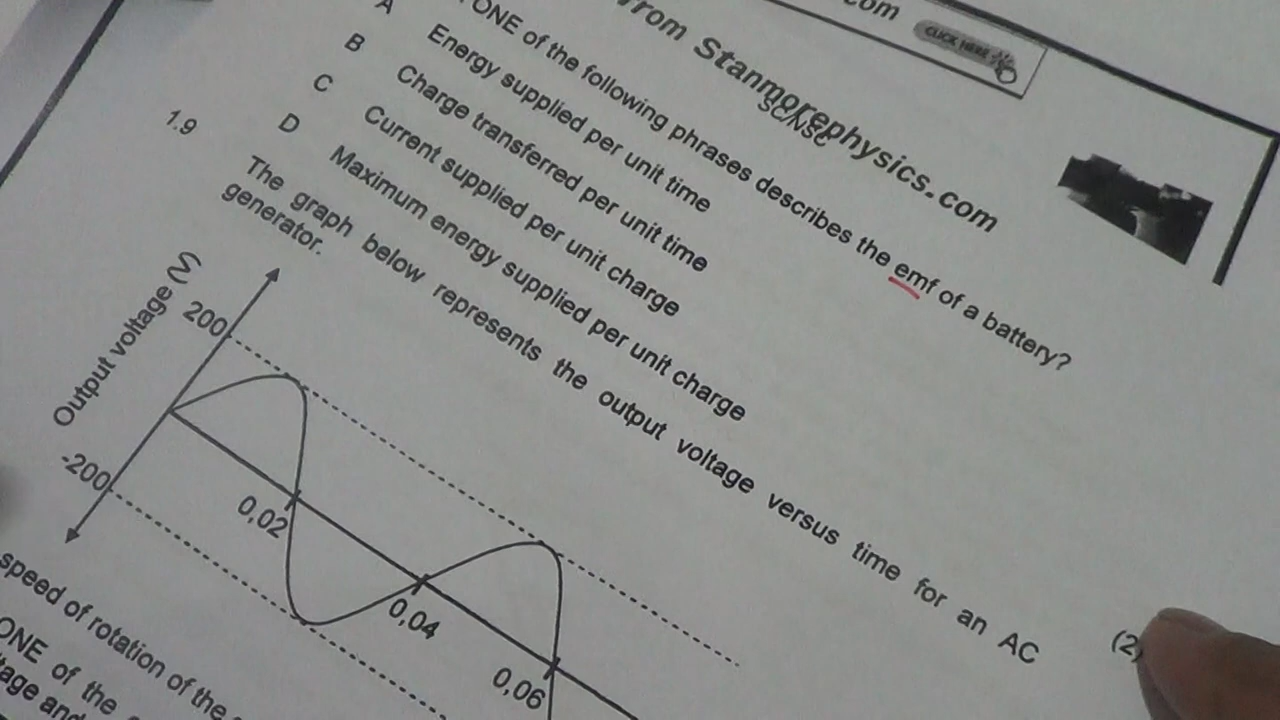 from Stanmorephysics.com
com
CLICK HERE
SC/NSC
ONE of the following phrases describes the emf of a battery?
A Energy supplied per unit time
B Charge transferred per unit time
C Current supplied per unit charge
D Maximum energy supplied per unit charge
(2)
1.9 The graph below represents the output voltage versus time for an AC
generator.
Output voltage (V)
200
-200
0,02
0,04
0,06
speed of rotation of the
ONE of the
and